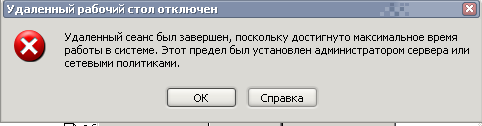 Удаленный рабочий стол отключен
Удаленный сеанс был завершен, поскольку достигнуто максимальное время
работы в системе. Этот предел был установлен администратором сервера или
сетевыми политиками.
ОК
Справка